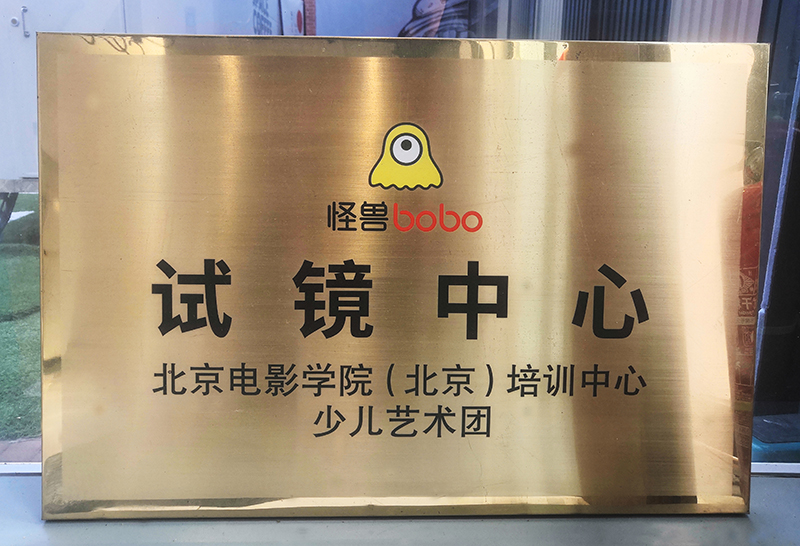 怪兽bobo
试镜中心
北京电影学院（北京）培训中心
少儿艺术团